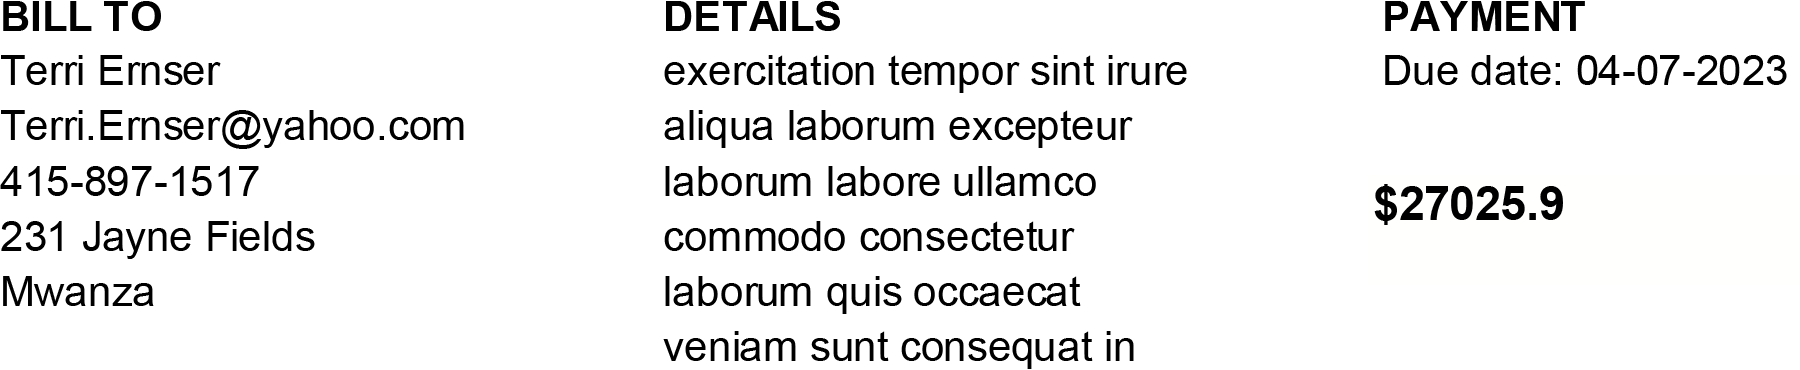 BILL TO
Terri Ernser
Terri.Ernser@yahoo.com
415-897-1517
231 Jayne Fields
Mwanza
DETAILS
exercitation tempor sint irure
aliqua laborum excepteur
laborum labore ullamco
commodo consectetur
laborum quis occaecat
veniam sunt consequat in
PAYMENT
Due date: 04-07-2023
$27025.9